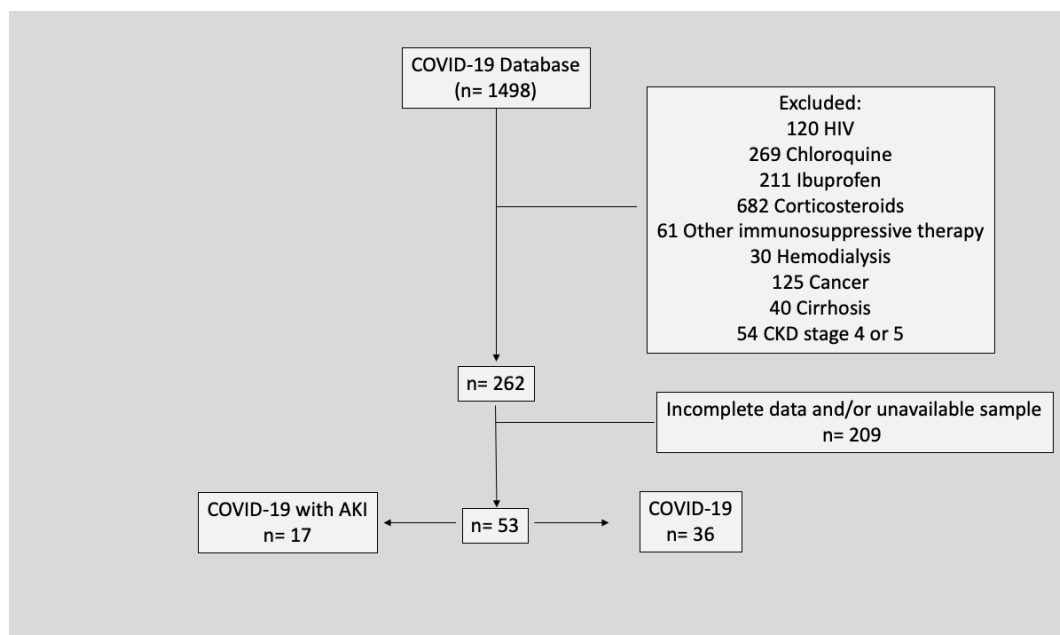 COVID-19 Database
(n= 1498)
Excluded:
120 HIV
269 Chloroquine
211 Ibuprofen
682 Corticosteroids
61 Other immunosuppressive therapy
30 Hemodialysis
125 Cancer
40 Cirrhosis
54 CKD stage 4 or 5
n= 262
Incomplete data and/or unavailable sample
n= 209
COVID-19 with AKI
n= 17
n= 53
COVID-19
n= 36